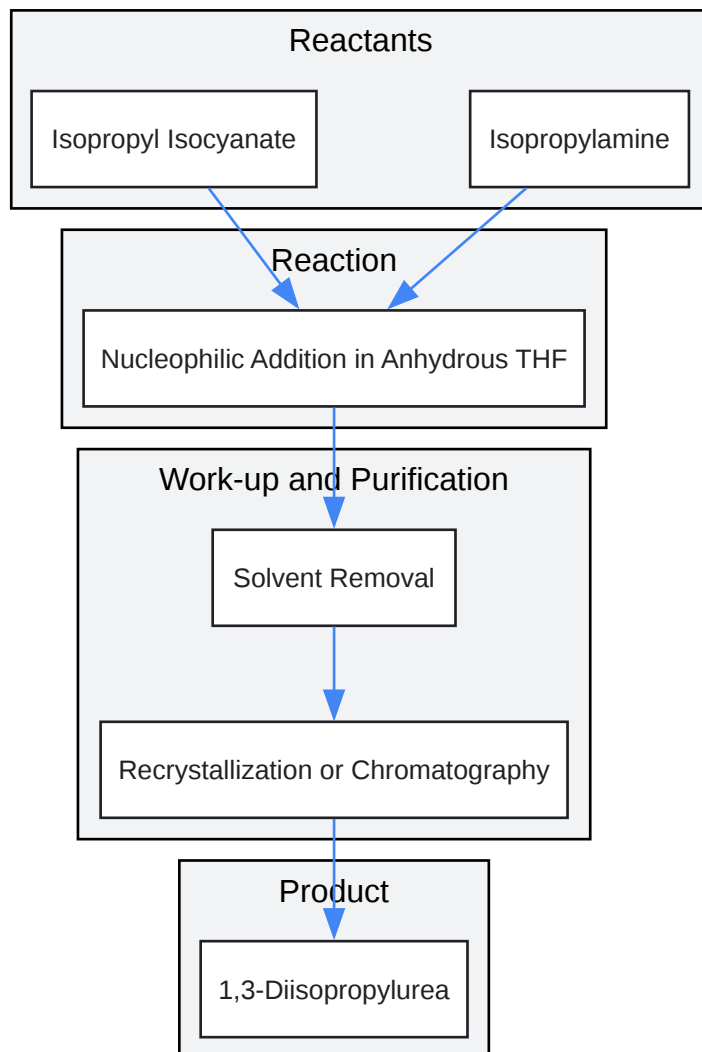 Reactants
Isopropyl Isocyanate
Isopropylamine
Reaction
Nucleophilic Addition in Anhydrous THF
Work-up and Purification
Solvent Removal
Recrystallization or Chromatography
Product
1,3-Diisopropylurea